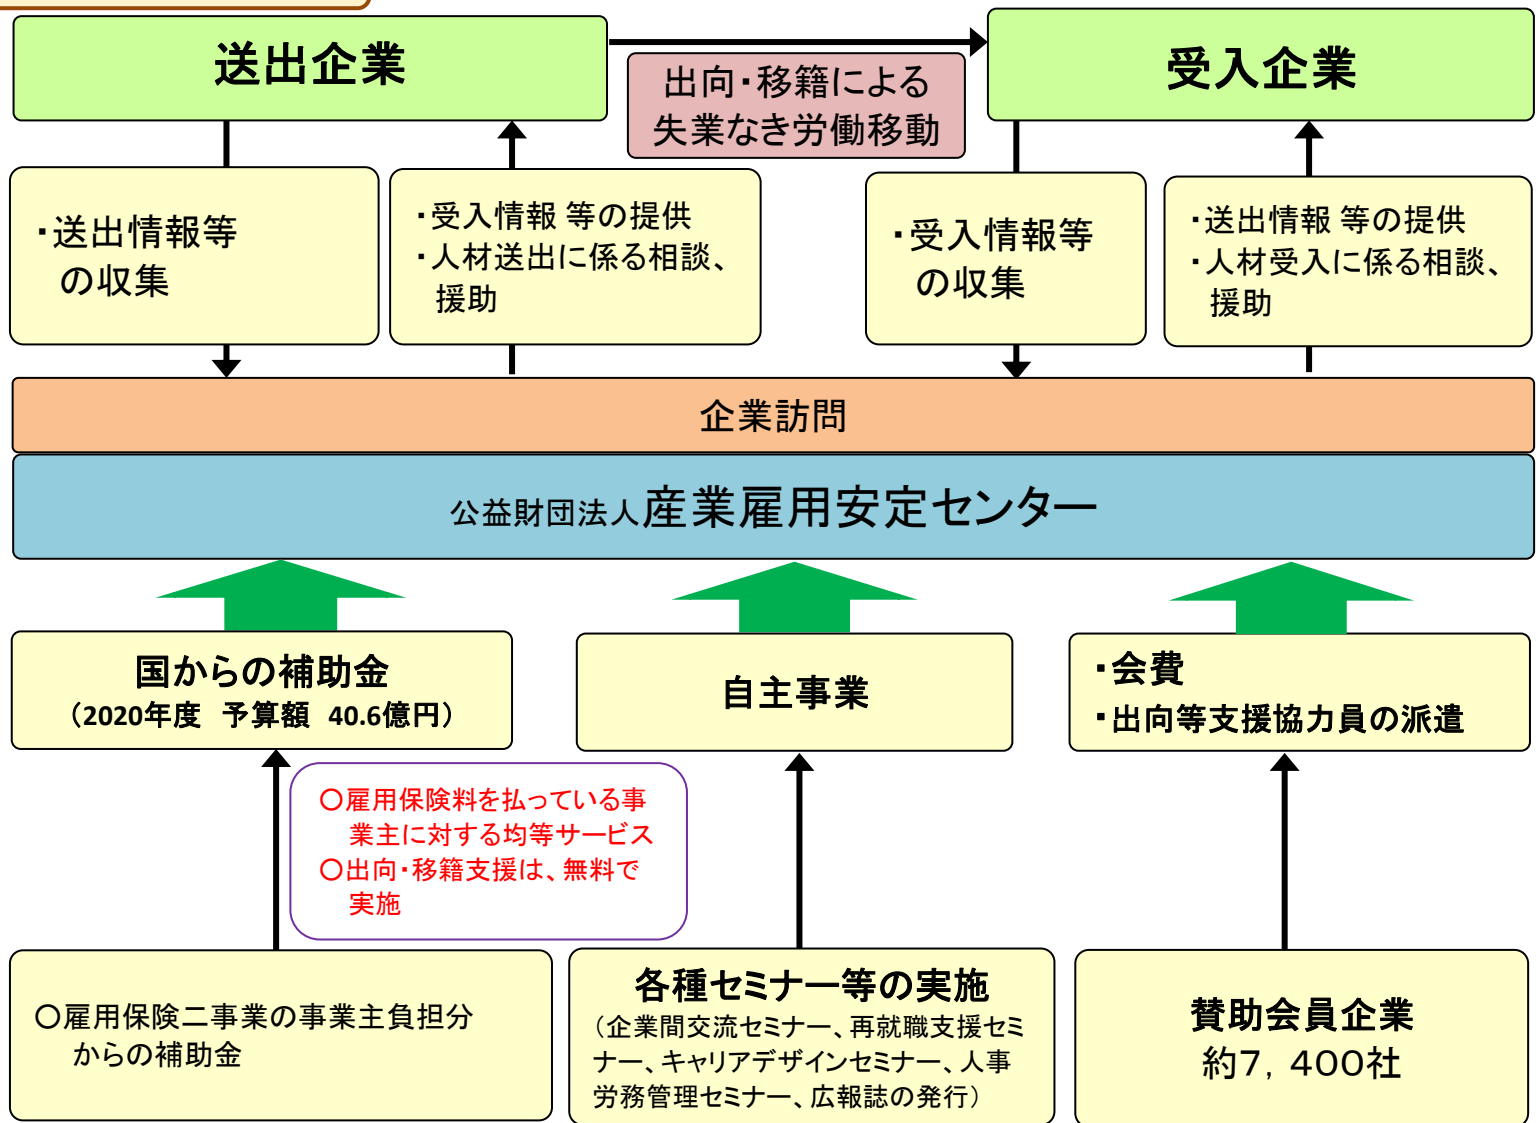 送出企業
受入企業
出向・移籍による
失業なき労働移動
・送出情報等
の収集
・受入情報 等の提供
・人材送出に係る相談、
援助
・受入情報等
の収集
・送出情報 等の提供
・人材受入に係る相談、
援助
企業訪問
公益財団法人産業雇用安定センター
国からの補助金
（2020年度　予算額　40.6億円）
自主事業
・会費
・出向等支援協力員の派遣
〇雇用保険料を払っている事
業主に対する均等サービス
〇出向・移籍支援は、無料で
実施
〇雇用保険二事業の事業主負担分
からの補助金
各種セミナー等の実施
（企業間交流セミナー、再就職支援セミ
ナー、キャリアデザインセミナー、人事
労務管理セミナー、広報誌の発行）
賛助会員企業
約７，４００社